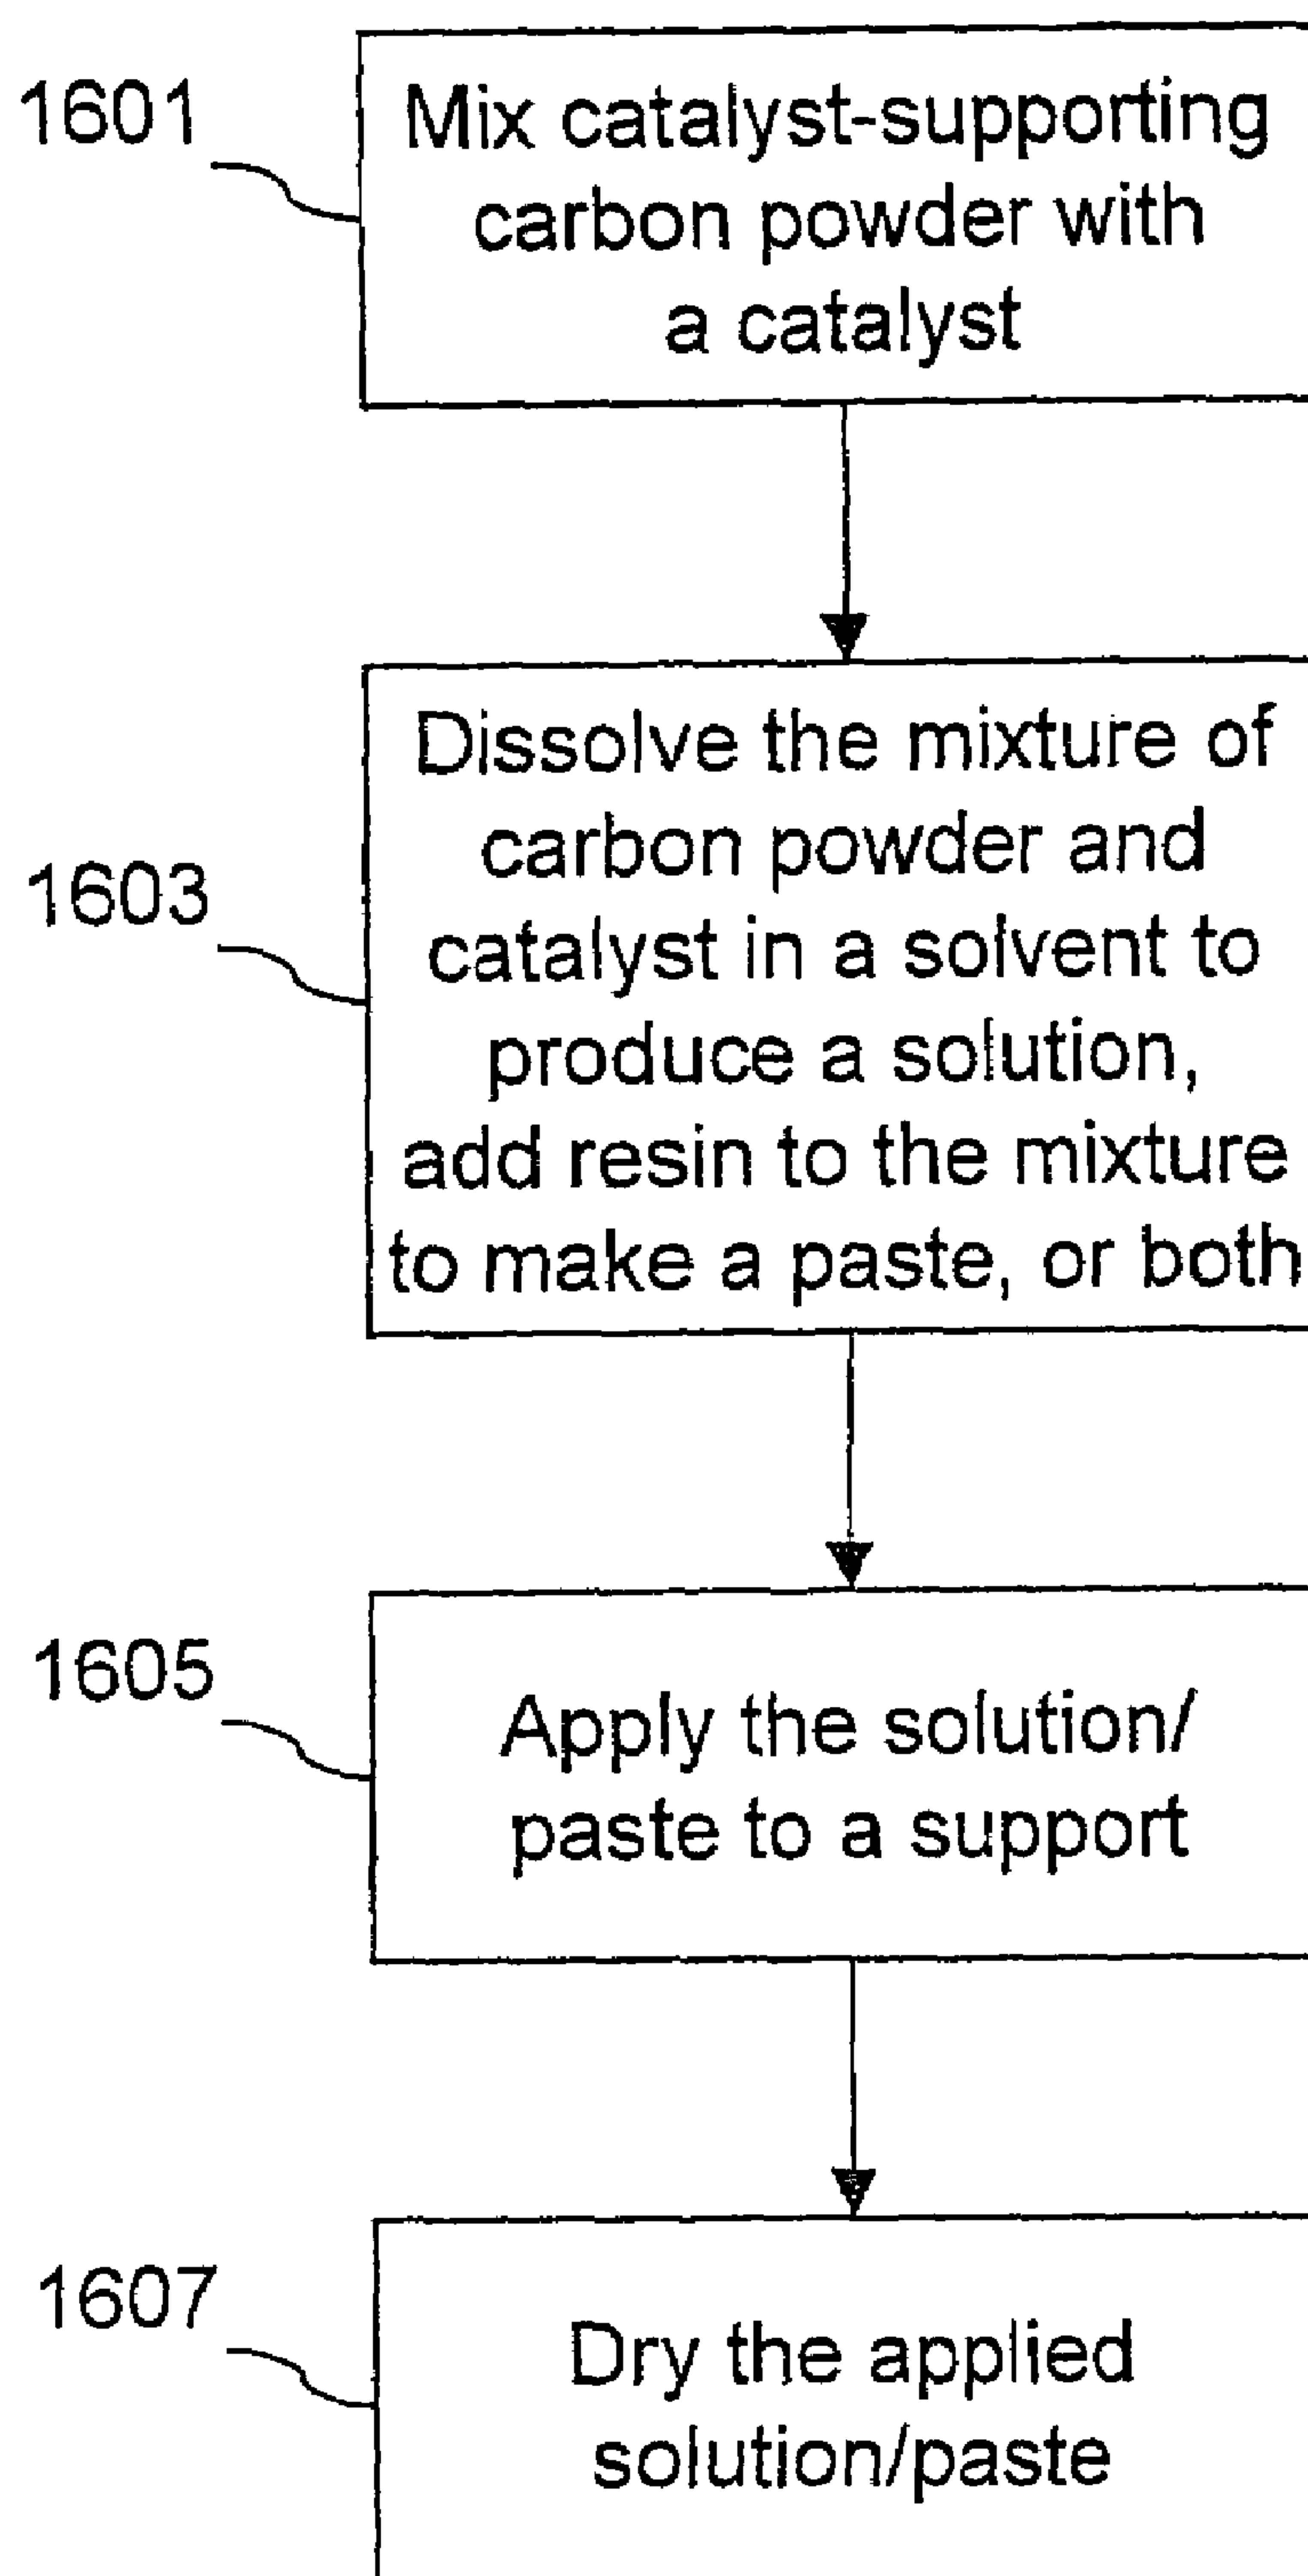 1601
Mix catalyst-supporting
carbon powder with
a catalyst
1603
Dissolve the mixture of
carbon powder and
catalyst in a solvent to
produce a solution,
add resin to the mixture
to make a paste, or both
1605
Apply the solution/
paste to a support
1607
Dry the applied
solution/paste